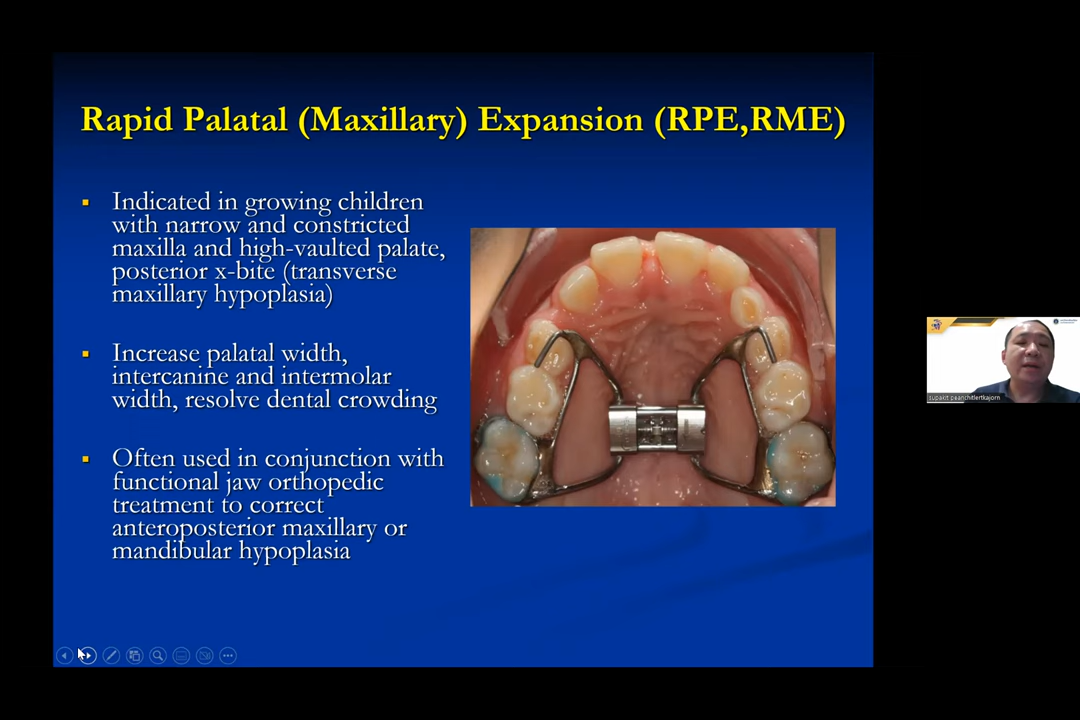 Rapid Palatal (Maxillary) Expansion (RPE,RME)
Indicated in growing children
with narrow and constricted
maxilla and high-vaulted palate,
posterior x-bite (transverse
maxillary hypoplasia)
Increase palatal width,
intercanine and intermolar
width, resolve dental crowding
Often used in conjunction with
functional jaw orthopedic
treatment to correct
anteroposterior maxillary or
mandibular hypoplasia
supakit peanchitlertkajorn